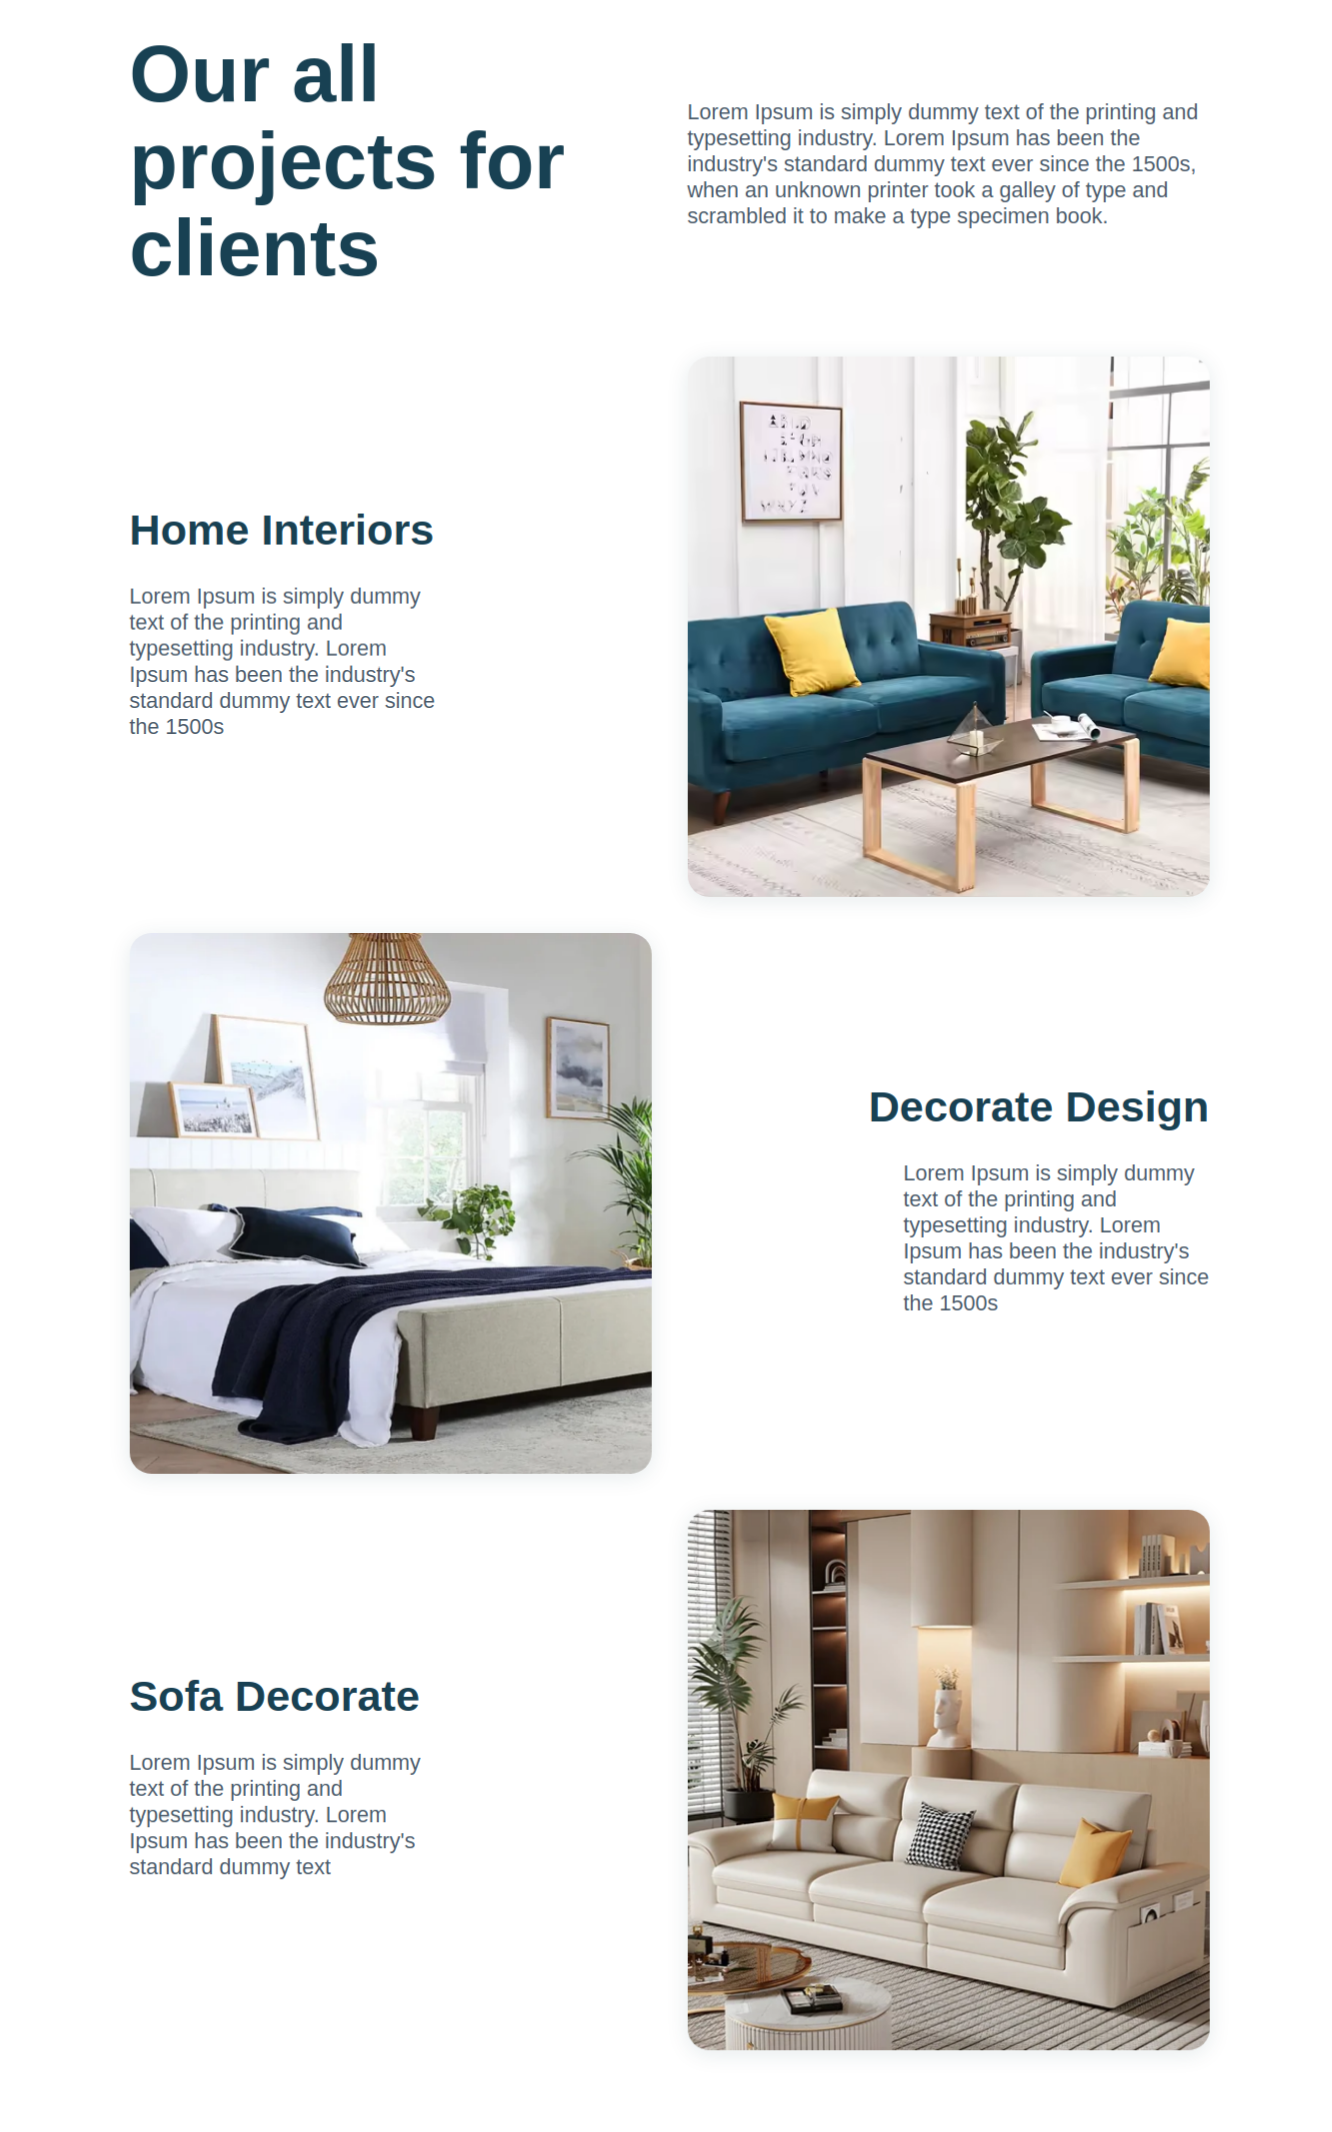 Our all
projects for
clients
Lorem Ipsum is simply dummy text of the printing and
typesetting industry. Lorem Ipsum has been the
industry's standard dummy text ever since the 1500s,
when an unknown printer took a galley of type and
scrambled it to make a type specimen book.
Home Interiors
Lorem Ipsum is simply dummy
text of the printing and
typesetting industry. Lorem
Ipsum has been the industry's
standard dummy text ever since
the 1500s
Decorate Design
Lorem Ipsum is simply dummy
text of the printing and
typesetting industry. Lorem
Ipsum has been the industry's
standard dummy text ever since
the 1500s
Sofa Decorate
Lorem Ipsum is simply dummy
text of the printing and
typesetting industry. Lorem
Ipsum has been the industry's
standard dummy text